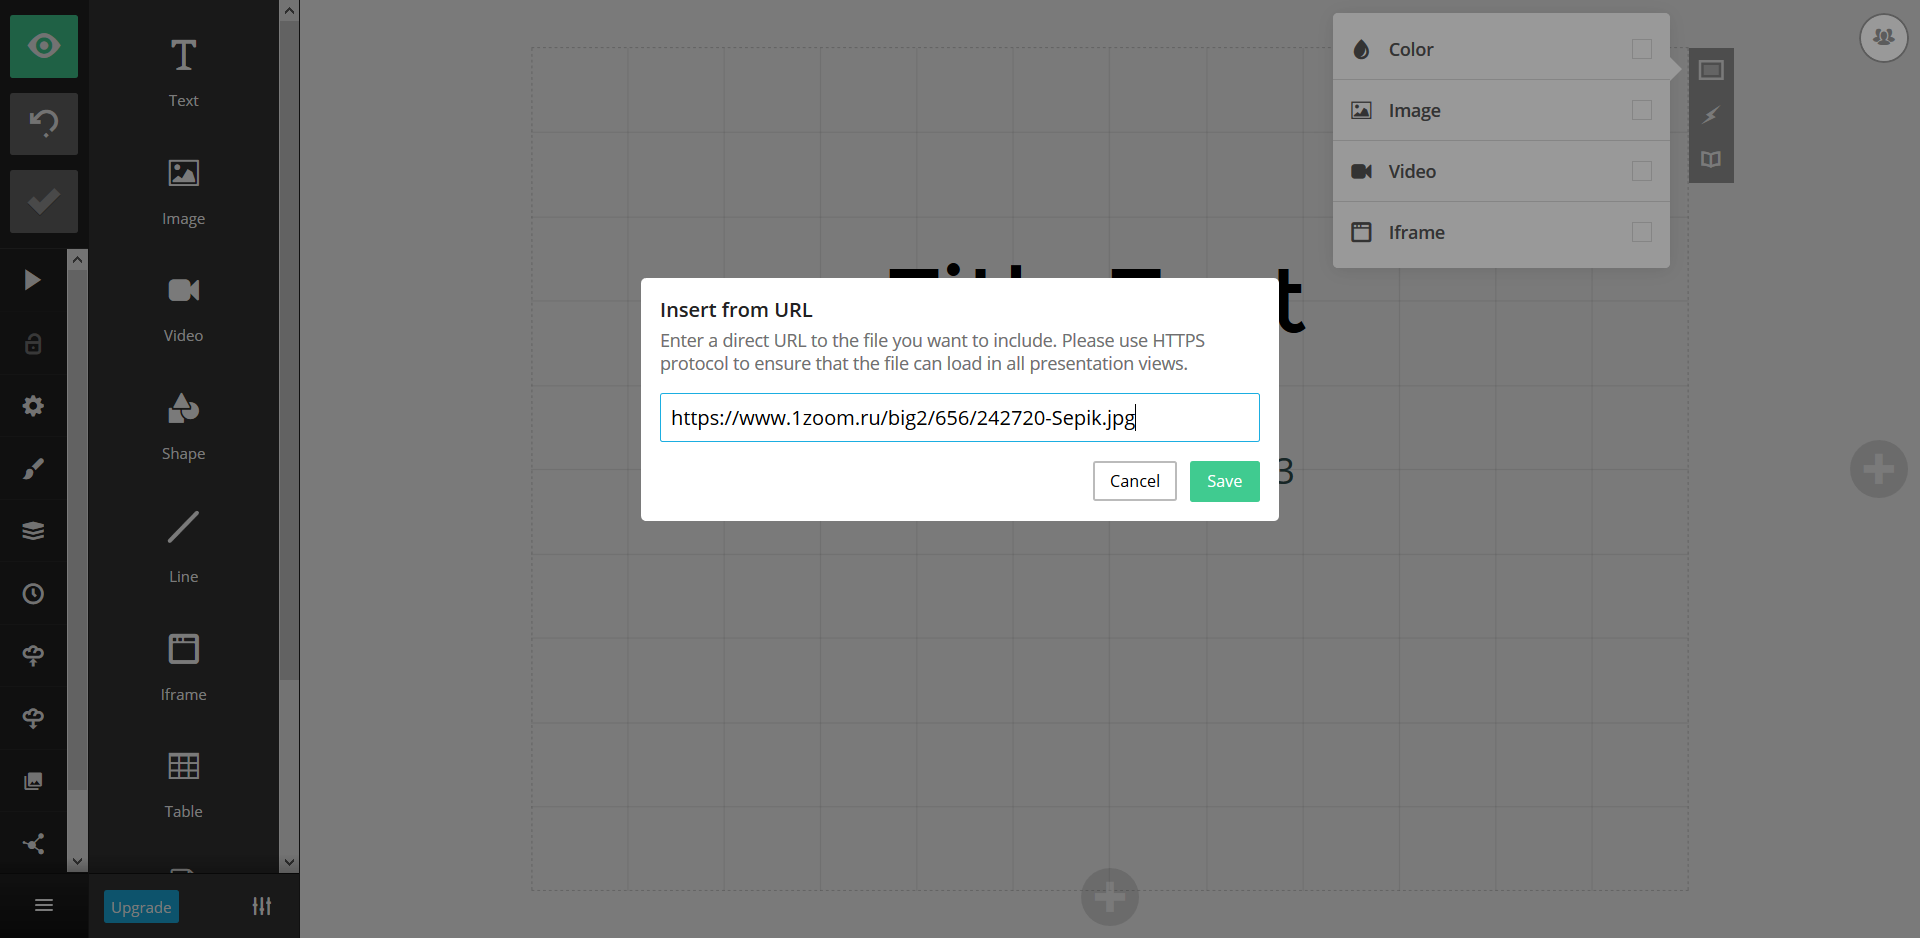 Text
Image
Video
Shape
Line
Iframe
Table
Upgrade
Color
Image
Video
Iframe
Insert from URL
Enter a direct URL to the file you want to include. Please use HTTPS
protocol to ensure that the file can load in all presentation views.
https://www.1zoom.ru/big2/656/242720-Sepik.jpg
Cancel
Save
3